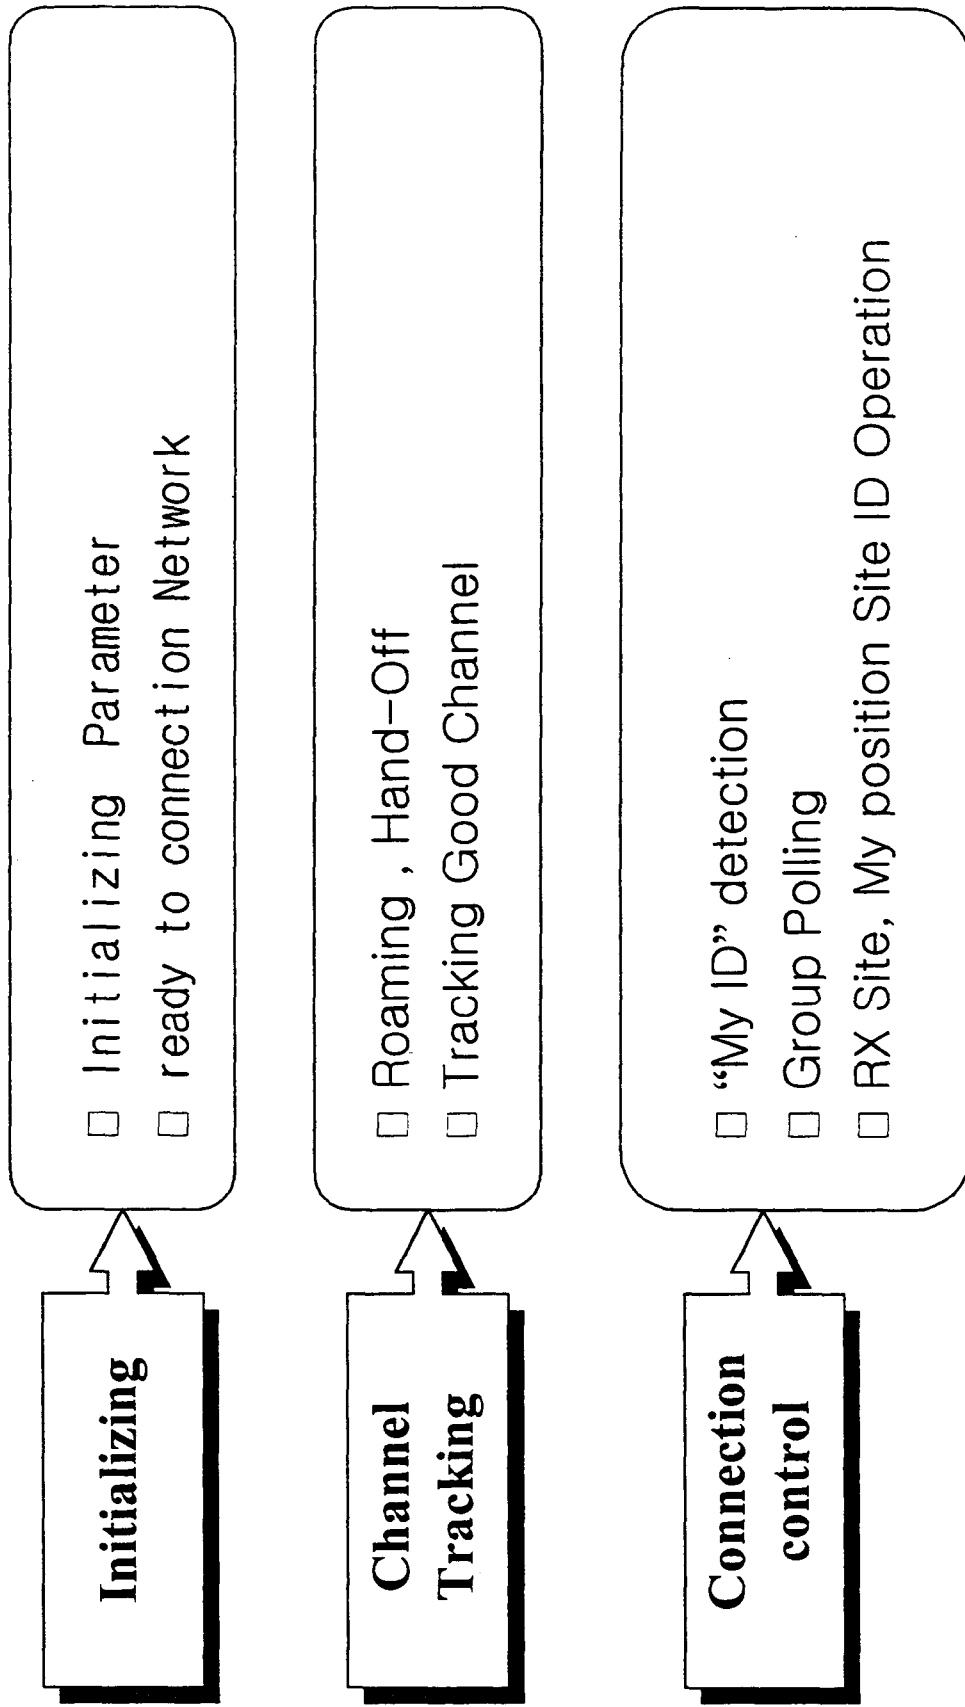 Initializing
□ Initializing Parameter
□ ready to connection Network
Channel
Tracking
□ Roaming , Hand-Off
□ Tracking Good Channel
Connection
control
□ “My ID” detection
□ Group Polling
□ RX Site, My position Site ID Operation